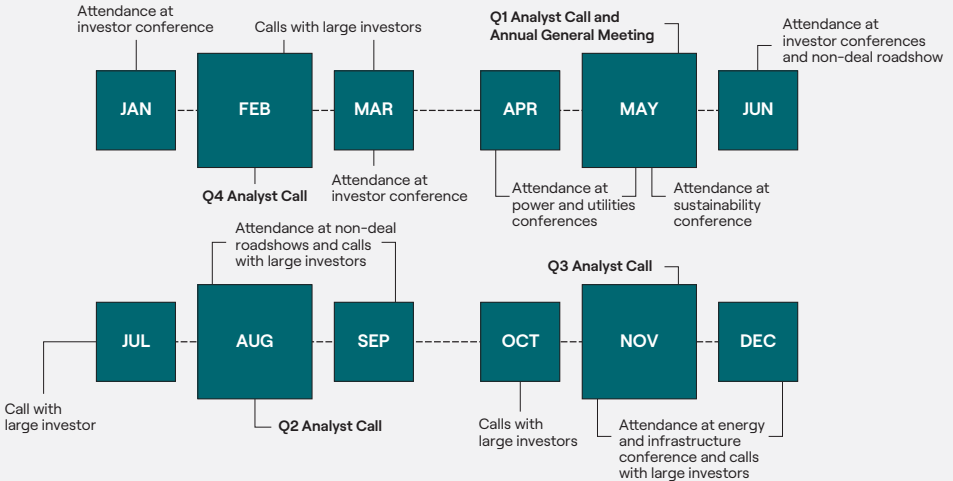 Attendance at
investor conference
Calls with large investors
Q1 Analyst Call and
Annual General Meeting
Attendance at
investor conferences
and non-deal roadshow
JAN
FEB
MAR
APR
MAY
JUN
Q4 Analyst Call
Attendance at
investor conference
Attendance at
power and utilities
conferences
Attendance at
sustainability
conference
Attendance at non-deal
roadshows and calls
with large investors
Q3 Analyst Call
JUL
AUG
SEP
OCT
NOV
DEC
Call with
large investor
Q2 Analyst Call
Calls with
large investors
Attendance at energy
and infrastructure
conference and calls
with large investors